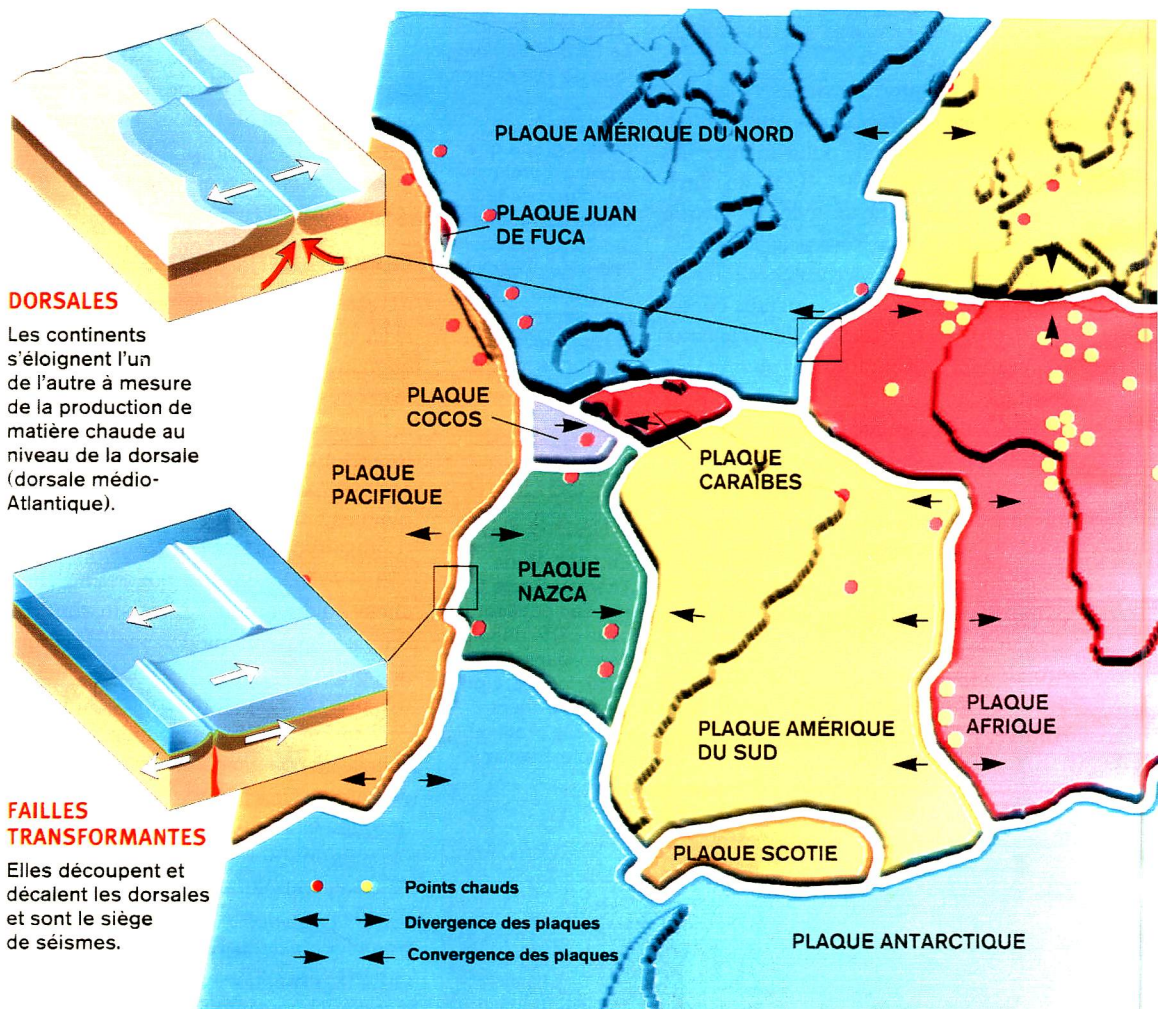 PLAQUE AMÉRIQUE DU NORD
PLAQUE JUAN
DE FUCA
DORSALES
Les continents
s'éloignent l'un
de l'autre à mesure
de la production de
matière chaude au
niveau de la dorsale
(dorsale médio-
Atlantique).
PLAQUE
COCOS
PLAQUE
CARAÏBES
PLAQUE
PACIFIQUE
PLAQUE
NAZCA
PLAQUE
AFRIQUE
PLAQUE AMÉRIQUE
DU SUD
FAILLES
TRANSFORMANTES
Elles découpent et
décalent les dorsales
et sont le siège
de séismes.
PLAQUE SCOTIE
Points chauds
Divergence des plaques
Convergence des plaques
PLAQUE ANTARCTIQUE